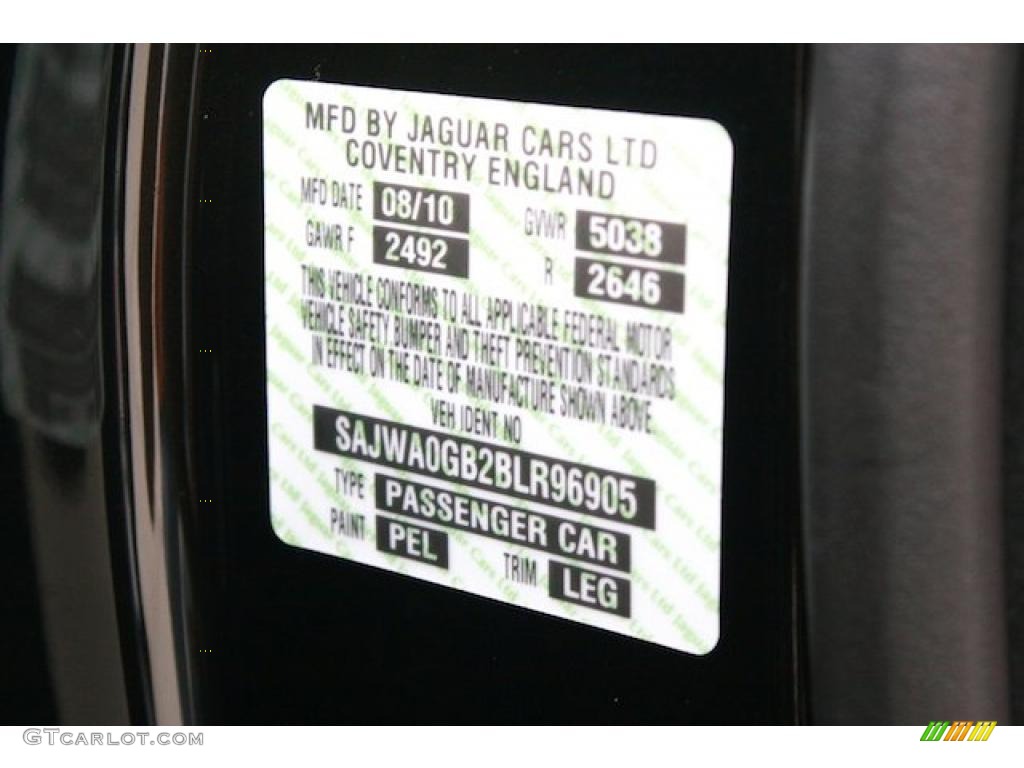 MFD BY JAGUAR CARS LTD
COVENTRY ENGLAND
MFD DATE 08/10 GVWR 5038
GAWR F 2492 R 2646
THIS VEHICLE CONFORMS TO ALL APPLICABLE FEDERAL MOTOR
VEHICLE SAFETY BUMPER AND THEFT PREVENTION STANDARDS
IN EFFECT ON THE DATE OF MANUFACTURE SHOWN ABOVE
VEH IDENT NO
SAJWA0GB2BLR96905
TYPE PASSENGER CAR
PAINT PEL TRIM LEG
GTcarlot.com